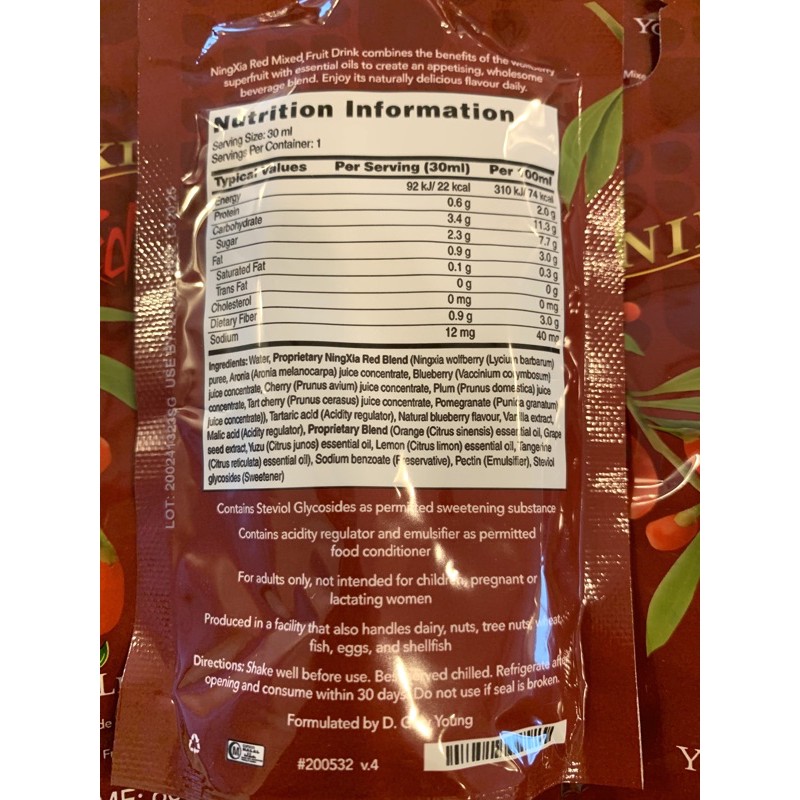 NingXia Red Mixed Fruit Drink combines the benefits of the wolfberry
superfruit with essential oils to create an appetising, wholesome
beverage blend. Enjoy its naturally delicious flavour daily.
Nutrition Information
Serving Size: 30 ml
Servings Per Container: 1
Typical Values Per Serving (30ml) Per 100ml
Energy 92 kJ/ 22 kcal 310 kJ/ 74 kcal
Protein 0.6 g 2.0 g
Carbohydrate 3.4 g 11.3 g
Sugar 2.3 g 7.7 g
Fat 0.9 g 3.0 g
Saturated Fat 0.1 g 0.3 g
Trans Fat 0 g 0 g
Cholesterol 0 mg 0 mg
Dietary Fiber 0.9 g 3.0 g
Sodium 12 mg 40 mg
Ingredients: Water, Proprietary NingXia Red Blend (Ningxia wolfberry (Lycium barbarum)
puree, Aronia (Aronia melanocarpa) juice concentrate, Blueberry (Vaccinium corymbosum)
juice concentrate, Cherry (Prunus avium) juice concentrate, Plum (Prunus domestica) juice
concentrate, Tart cherry (Prunus cerasus) juice concentrate, Pomegranate (Punica granatum)
juice concentrate)), Tartaric acid (Acidity regulator), Natural blueberry flavour, Vanilla extract,
Malic acid (Acidity regulator), Proprietary Blend (Orange (Citrus sinensis) essential oil, Grape
seed extract, Yuzu (Citrus junos) essential oil, Lemon (Citrus limon) essential oil, Tangerine
(Citrus reticulata) essential oil), Sodium benzoate (Preservative), Pectin (Emulsifier), Steviol
glycosides (Sweetener)
Contains Steviol Glycosides as permitted sweetening substance
Contains acidity regulator and emulsifier as permitted
food conditioner
For adults only, not intended for children, pregnant or
lactating women
Produced in a facility that also handles dairy, nuts, tree nuts, wheat,
fish, eggs, and shellfish
Directions: Shake well before use. Best served chilled. Refrigerate after
opening and consume within 30 days. Do not use if seal is broken.
Formulated by D. Gary Young
#200532 v.4